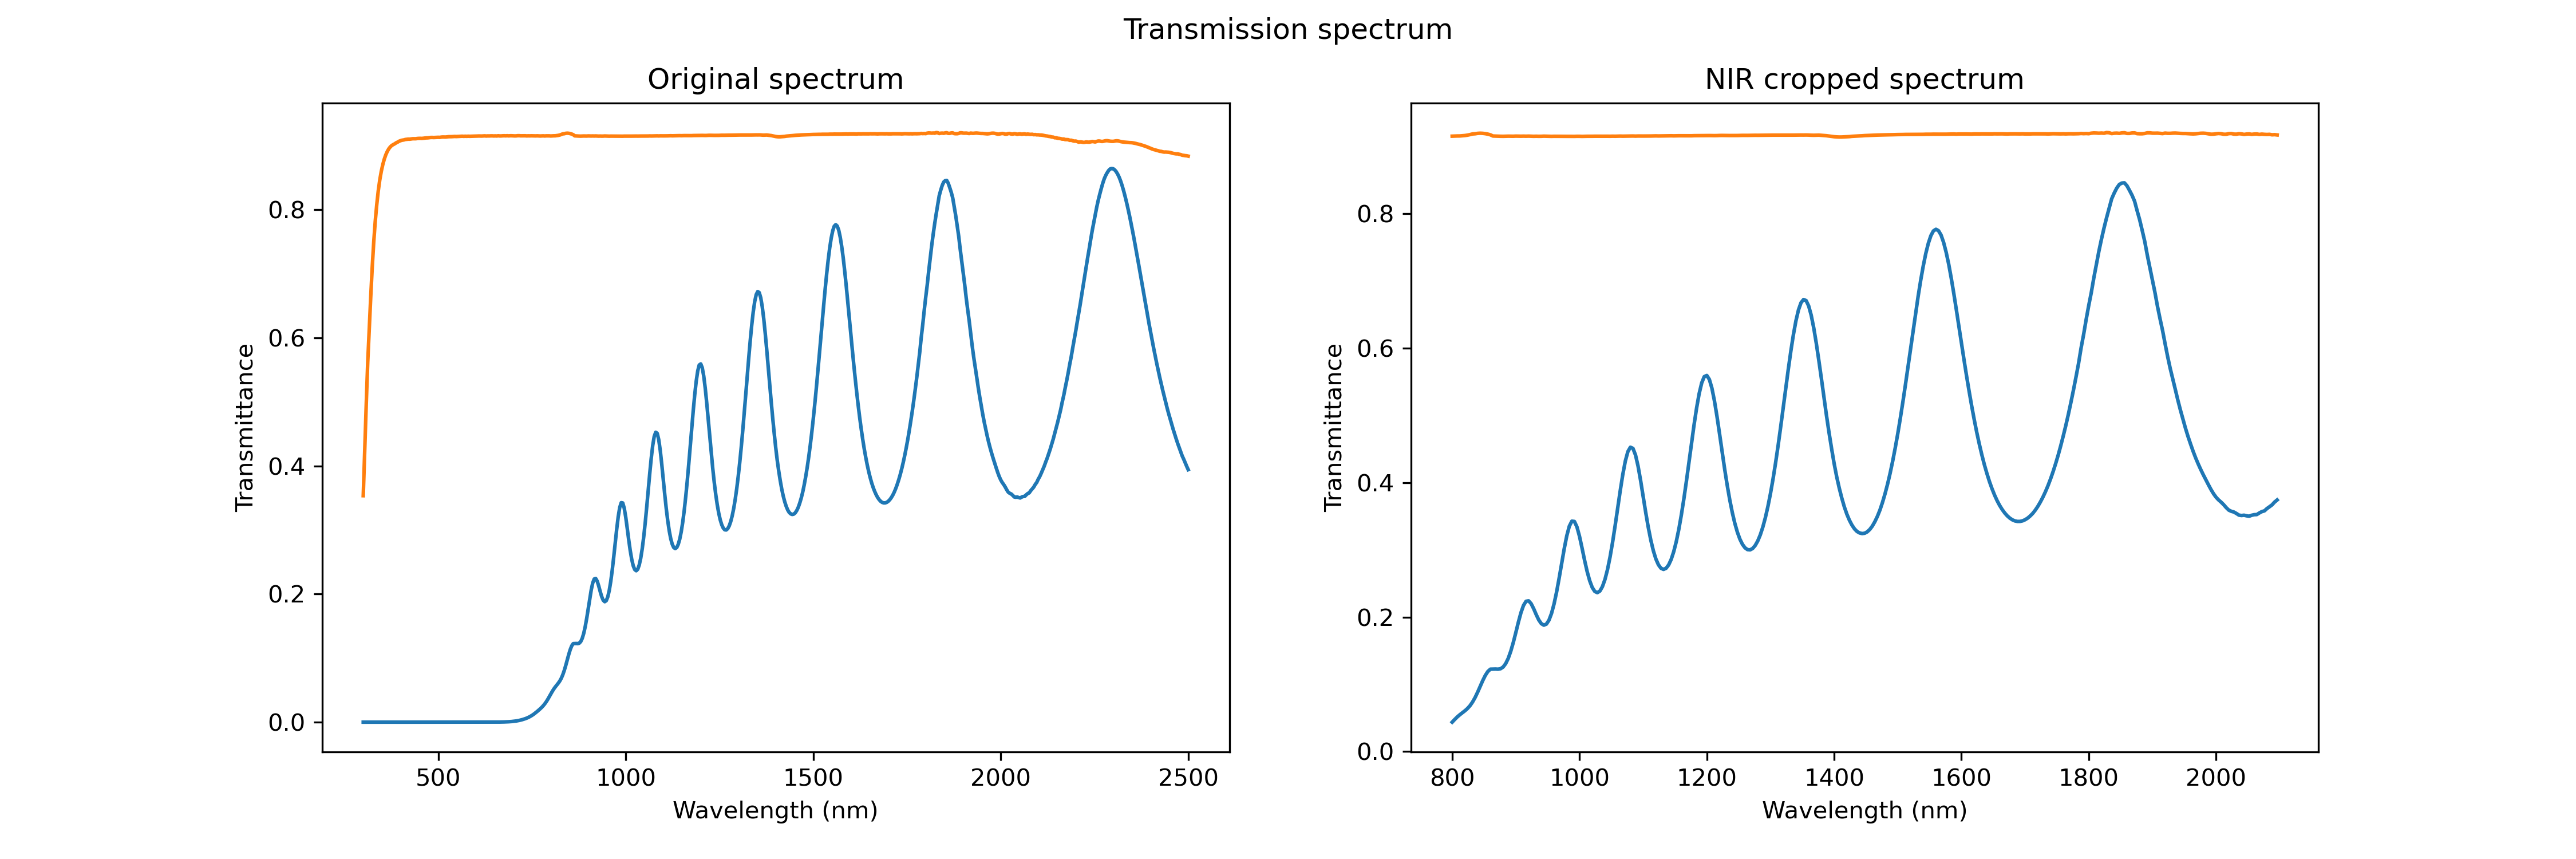 Transmission spectrum
Original spectrum
Transmittance
0.8
0.6
0.4
0.2
0.0
500 1000 1500 2000 2500
Wavelength (nm)
NIR cropped spectrum
Transmittance
0.8
0.6
0.4
0.2
0.0
800 1000 1200 1400 1600 1800 2000
Wavelength (nm)